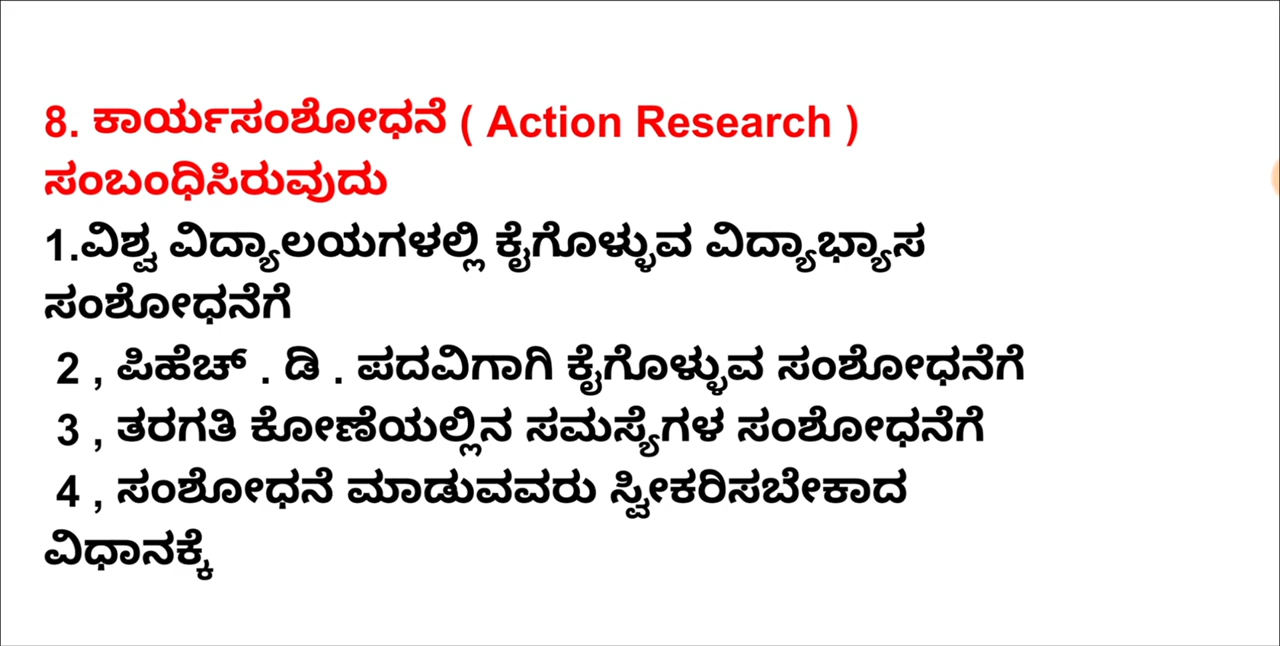 8. ಕಾರ್ಯಸಂಶೋಧನೆ ( Action Research )
ಸಂಬಂಧಿಸಿರುವುದು
1.ವಿಶ್ವ ವಿದ್ಯಾಲಯಗಳಲ್ಲಿ ಕೈಗೊಳ್ಳುವ ವಿದ್ಯಾಭ್ಯಾಸ
ಸಂಶೋಧನೆಗೆ
2 , ಪಿಹೆಚ್ . ಡಿ . ಪದವಿಗಾಗಿ ಕೈಗೊಳ್ಳುವ ಸಂಶೋಧನೆಗೆ
3 , ತರಗತಿ ಕೋಣೆಯಲ್ಲಿನ ಸಮಸ್ಯೆಗಳ ಸಂಶೋಧನೆಗೆ
4 , ಸಂಶೋಧನೆ ಮಾಡುವವರು ಸ್ವೀಕರಿಸಬೇಕಾದ
ವಿಧಾನಕ್ಕೆ